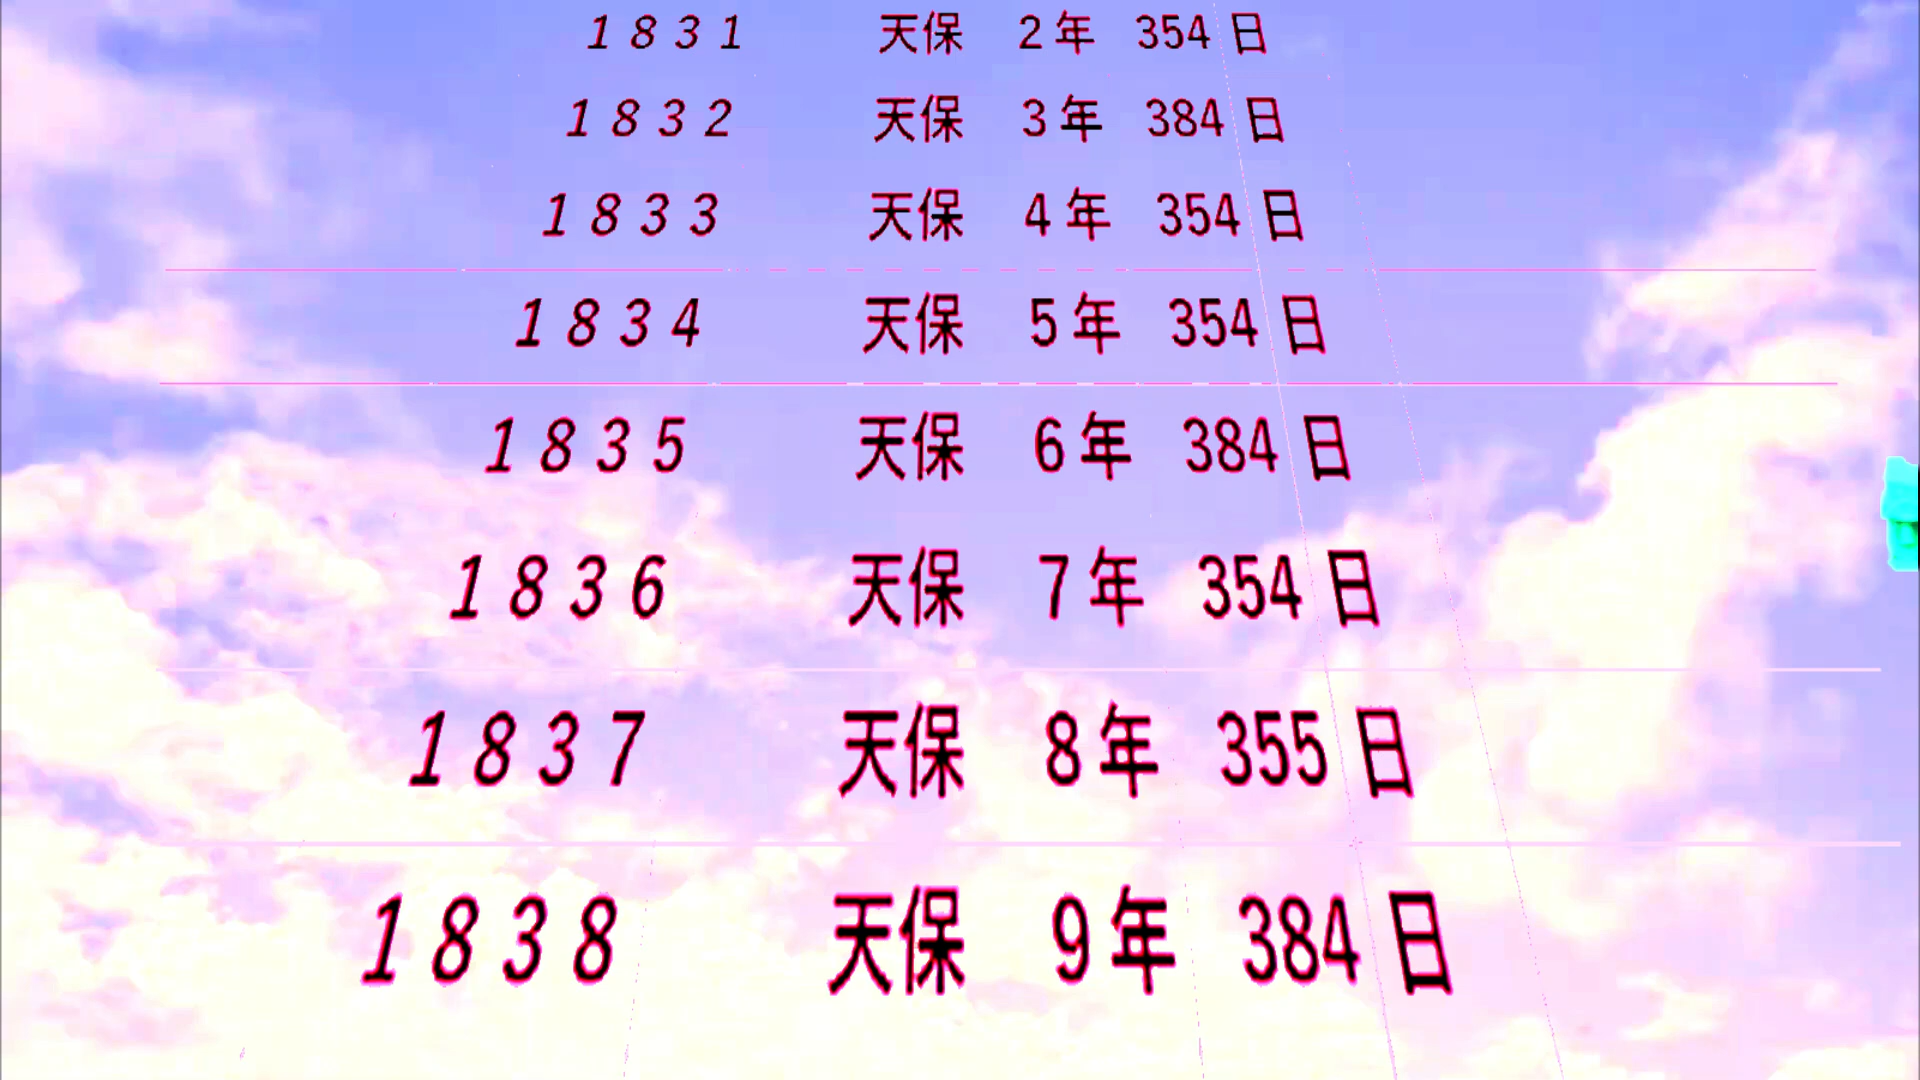 1831 天保 2年 354日
1832 天保 3年 384日
1833 天保 4年 354日
1834 天保 5年 354日
1835 天保 6年 384日
1836 天保 7年 354日
1837 天保 8年 355日
1838 天保 9年 384日